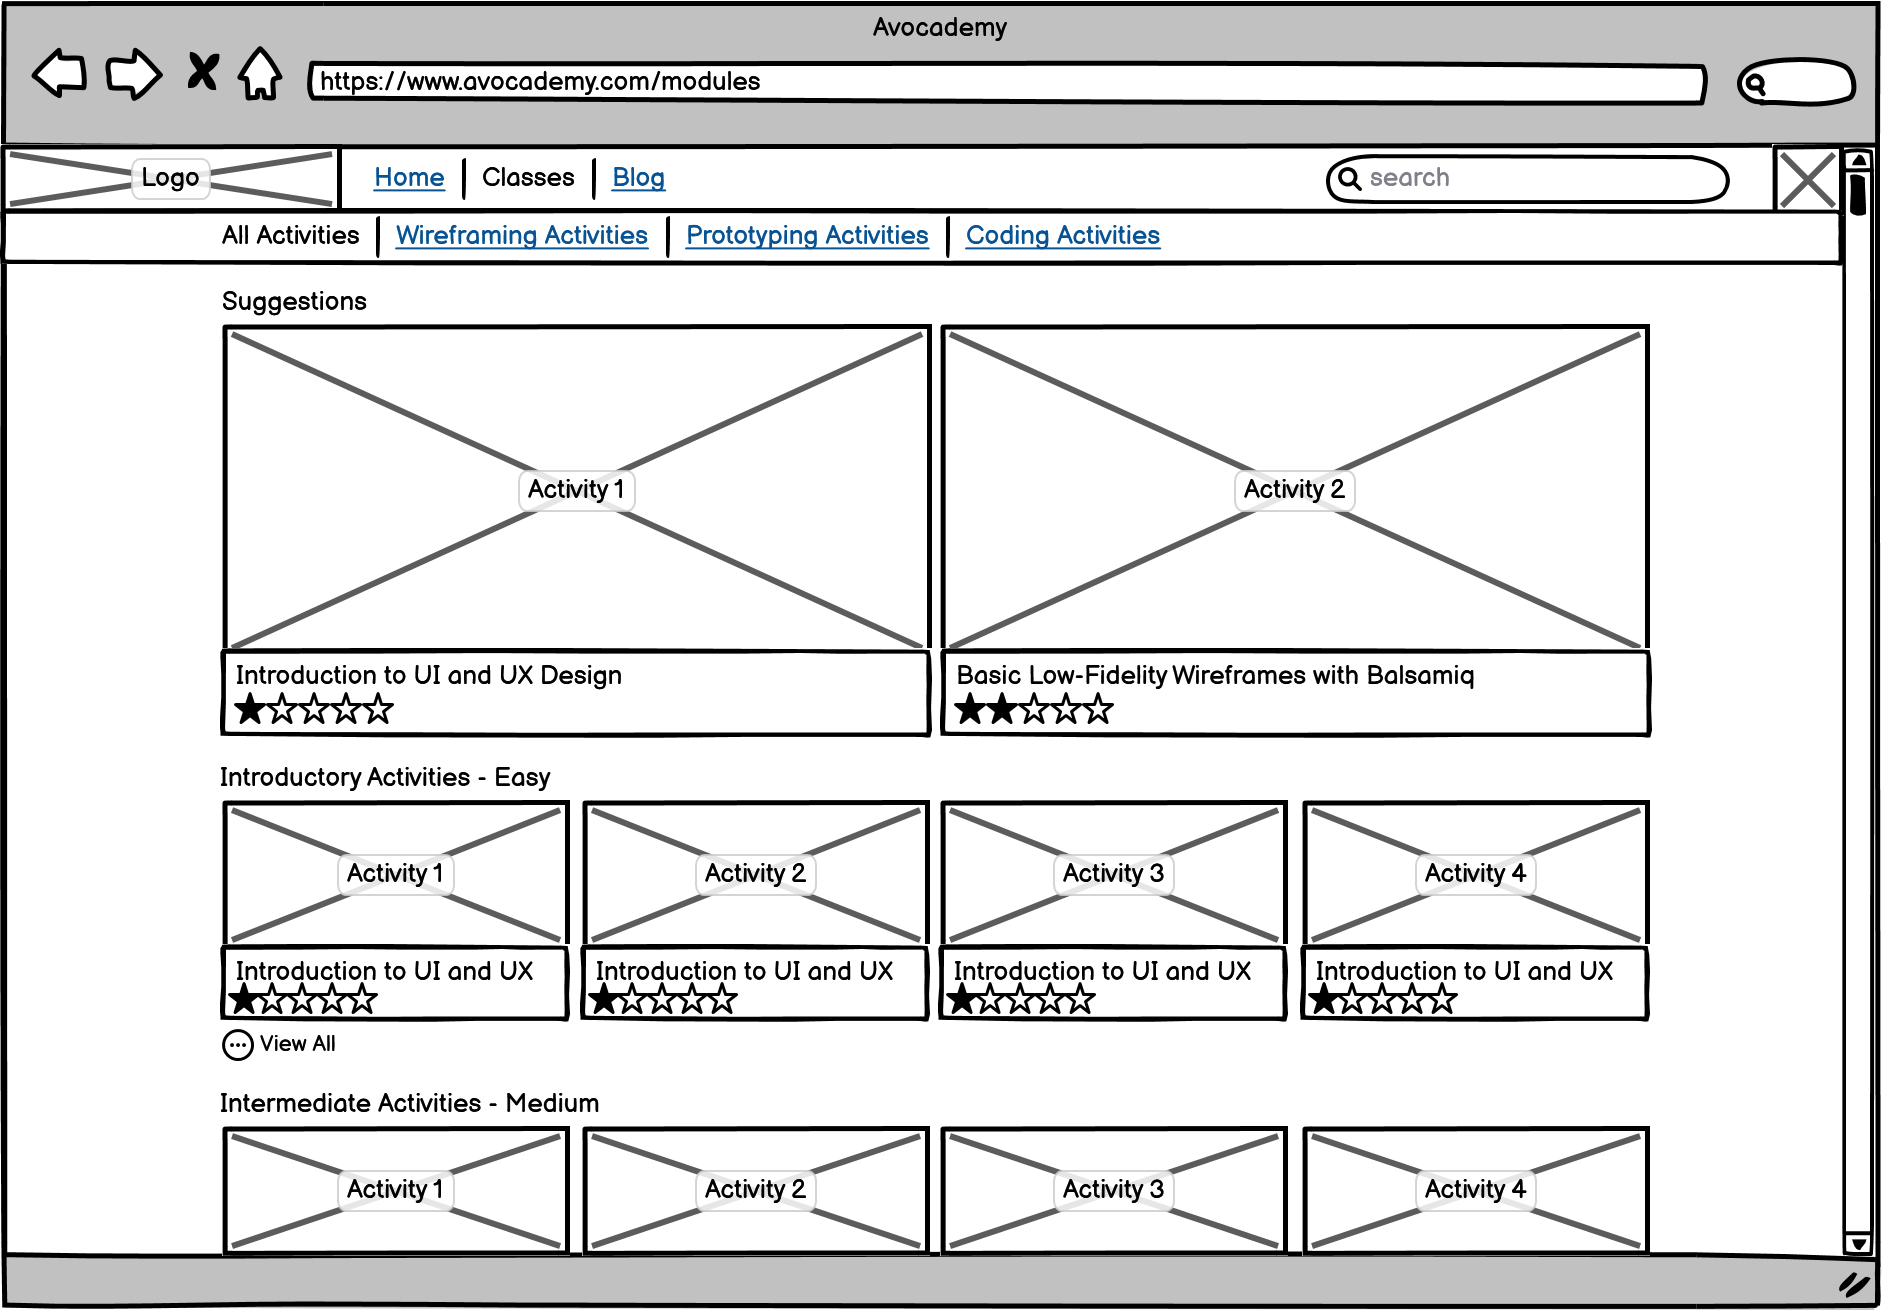 Avocademy
https://www.avocademy.com/modules
Logo Home Classes Blog search
All Activities Wireframing Activities Prototyping Activities Coding Activities
Suggestions
Activity 1 Activity 2
Introduction to UI and UX Design Basic Low-Fidelity Wireframes with Balsamiq
Introductory Activities - Easy
Activity 1 Activity 2 Activity 3 Activity 4
Introduction to UI and UX Introduction to UI and UX Introduction to UI and UX Introduction to UI and UX
View All
Intermediate Activities - Medium
Activity 1 Activity 2 Activity 3 Activity 4